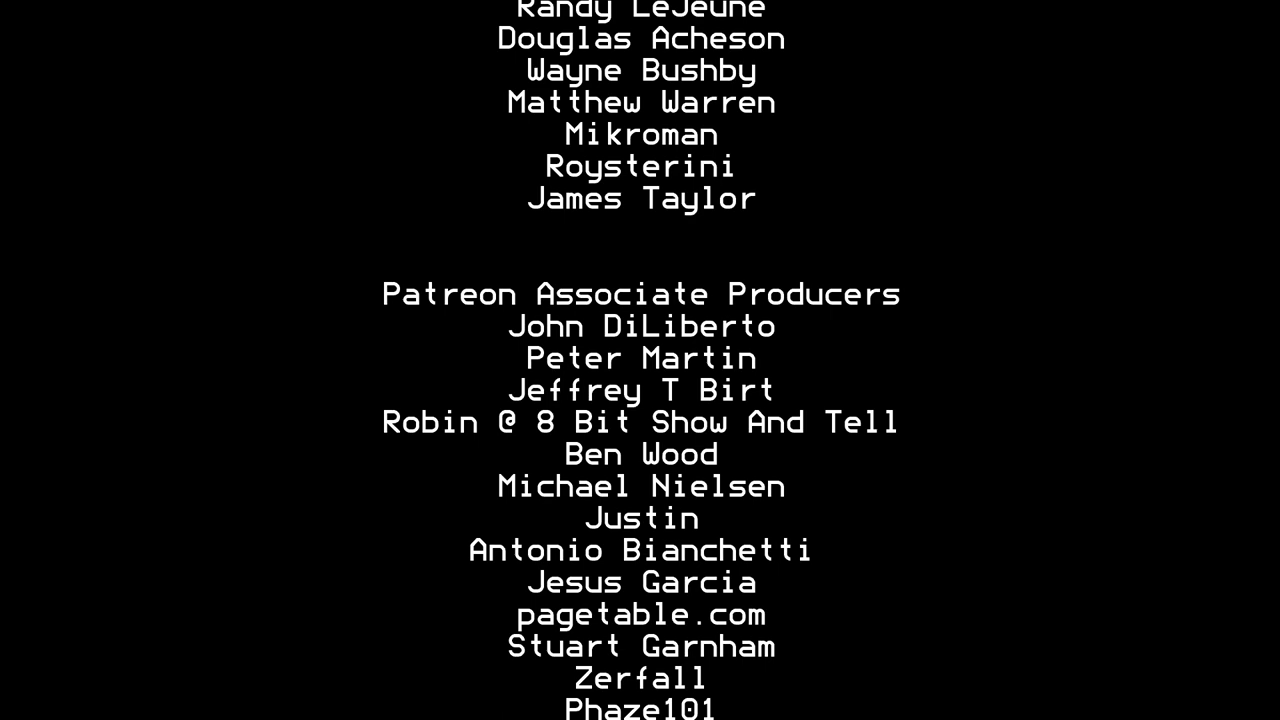 Randy LeJeune
Douglas Acheson
Wayne Bushby
Matthew Warren
Mikroman
Roysterini
James Taylor
Patreon Associate Producers
John DiLiberto
Peter Martin
Jeffrey T Birt
Robin @ 8 Bit Show And Tell
Ben Wood
Michael Nielsen
Justin
Antonio Bianchetti
Jesus Garcia
pagetable.com
Stuart Garnham
Zerfall
Phaze101